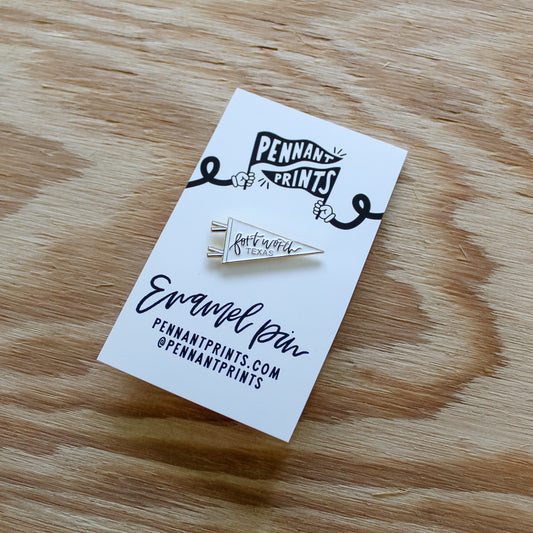 PENNANT
PRINTS
fort worth
TEXAS
Enamel pin
PENNANTPRINTS.COM
@PENNANTPRINTS